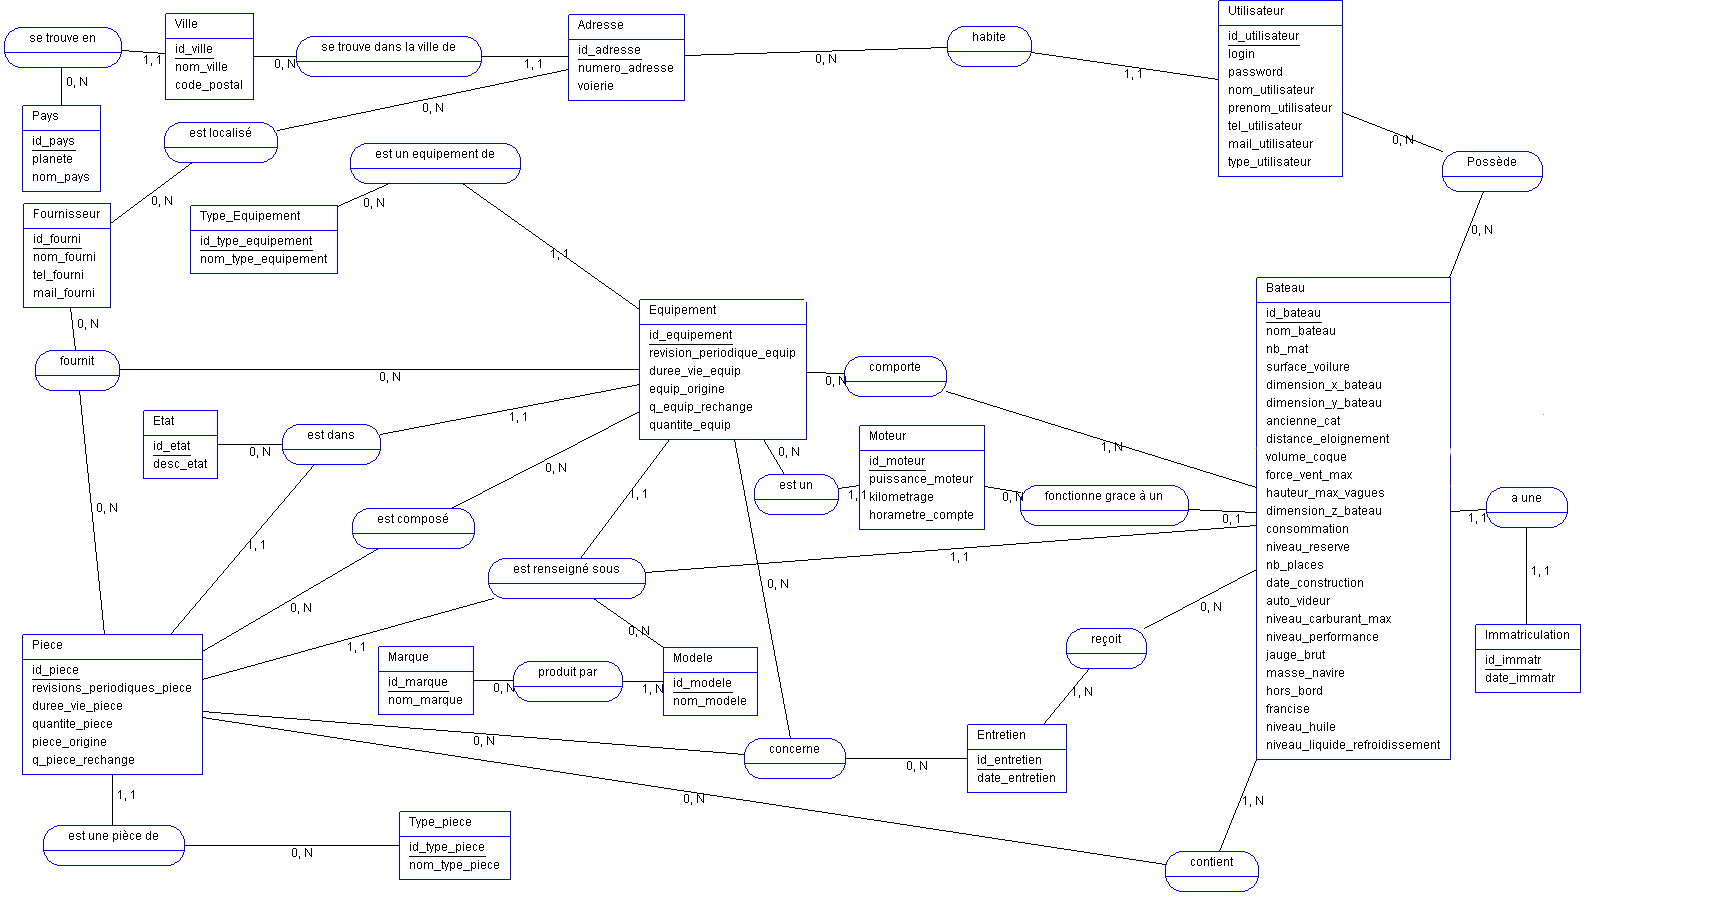 se trouve en
1, 1
0, N
Ville
id_ville
nom_ville
code_postal
0, N
se trouve dans la ville de
1, 1
Adresse
id_adresse
numero_adresse
voierie
0, N
habite
1, 1
Utilisateur
id_utilisateur
login
password
nom_utilisateur
prenom_utilisateur
tel_utilisateur
mail_utilisateur
type_utilisateur
0, N
Possède
0, N
Pays
id_pays
planete
nom_pays
est localisé
0, N
0, N
Fournisseur
id_fourni
nom_fourni
tel_fourni
mail_fourni
0, N
est un equipement de
0, N
1, 1
Type_Equipement
id_type_equipement
nom_type_equipement
fournit
0, N
0, N
Equipement
id_equipement
revision_periodique_equip
duree_vie_equip
equip_origine
q_equip_rechange
quantite_equip
0, N
comporte
1, N
Bateau
id_bateau
nom_bateau
nb_mat
surface_voilure
dimension_x_bateau
dimension_y_bateau
ancienne_cat
distance_eloignement
volume_coque
force_vent_max
hauteur_max_vagues
dimension_z_bateau
consommation
niveau_reserve
nb_places
date_construction
auto_videur
niveau_carburant_max
niveau_performance
jauge_brut
masse_navire
hors_bord
francise
niveau_huile
niveau_liquide_refroidissement
Etat
id_etat
desc_etat
0, N
est dans
1, 1
1, 1
est composé
0, N
0, N
0, N
est un
1, 1
Moteur
id_moteur
puissance_moteur
kilometrage
horametre_compte
0, N
fonctionne grace à un
0, 1
1, 1
a une
1, 1
Immatriculation
id_immatr
date_immatr
est renseigné sous
1, 1
1, 1
1, 1
0, N
0, N
reçoit
0, N
1, N
Piece
id_piece
revisions_periodiques_piece
duree_vie_piece
quantite_piece
piece_origine
q_piece_rechange
Marque
id_marque
nom_marque
0, N
produit par
1, N
Modele
id_modele
nom_modele
0, N
concerne
0, N
Entretien
id_entretien
date_entretien
1, 1
est une pièce de
0, N
Type_piece
id_type_piece
nom_type_piece
0, N
1, N
contient